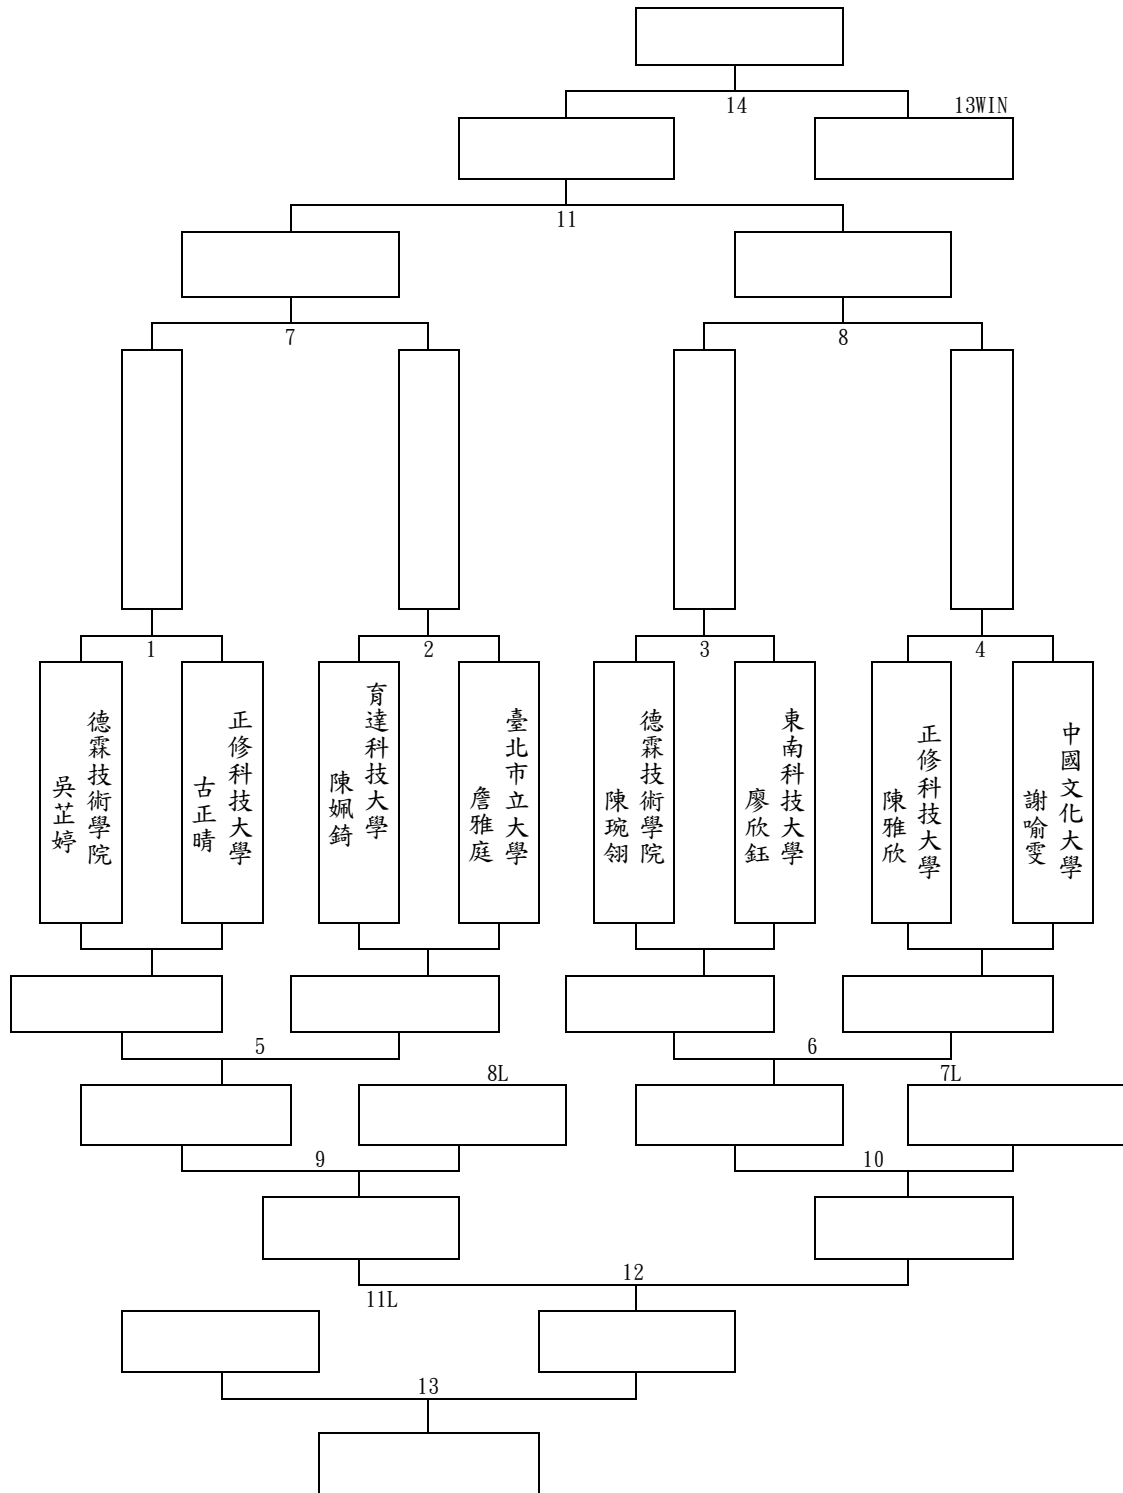 14
13WIN
11
7
8
1
2
3
4
德霖技術學院
吳芷婷
正修科技大學
古正晴
育達科技大學
陳姵錡
臺北市立大學
詹雅庭
德霖技術學院
陳琬翎
東南科技大學
廖欣鈺
正修科技大學
陳雅欣
中國文化大學
謝喻雯
5
6
8L
7L
9
10
12
11L
13